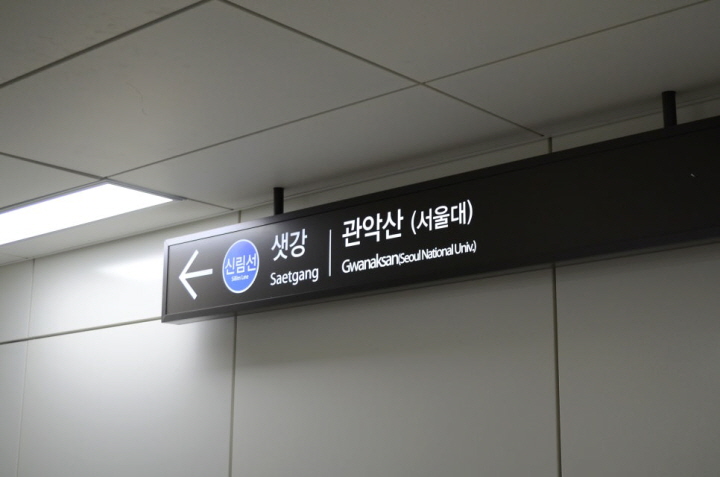 ← 신림선
샛강
Saetgang
관악산 (서울대)
Gwanaksan(Seoul National Univ.)